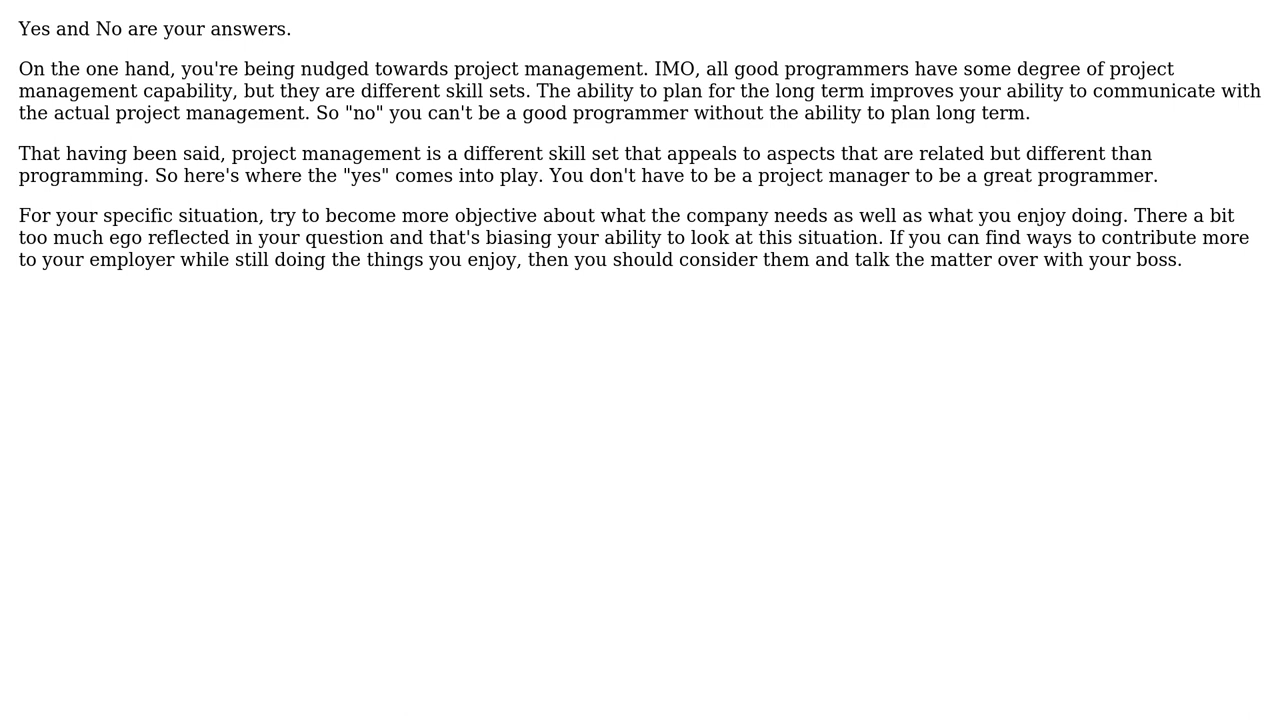 Yes and No are your answers.
On the one hand, you're being nudged towards project management. IMO, all good programmers have some degree of project
management capability, but they are different skill sets. The ability to plan for the long term improves your ability to communicate with
the actual project management. So "no" you can't be a good programmer without the ability to plan long term.
That having been said, project management is a different skill set that appeals to aspects that are related but different than
programming. So here's where the "yes" comes into play. You don't have to be a project manager to be a great programmer.
For your specific situation, try to become more objective about what the company needs as well as what you enjoy doing. There a bit
too much ego reflected in your question and that's biasing your ability to look at this situation. If you can find ways to contribute more
to your employer while still doing the things you enjoy, then you should consider them and talk the matter over with your boss.